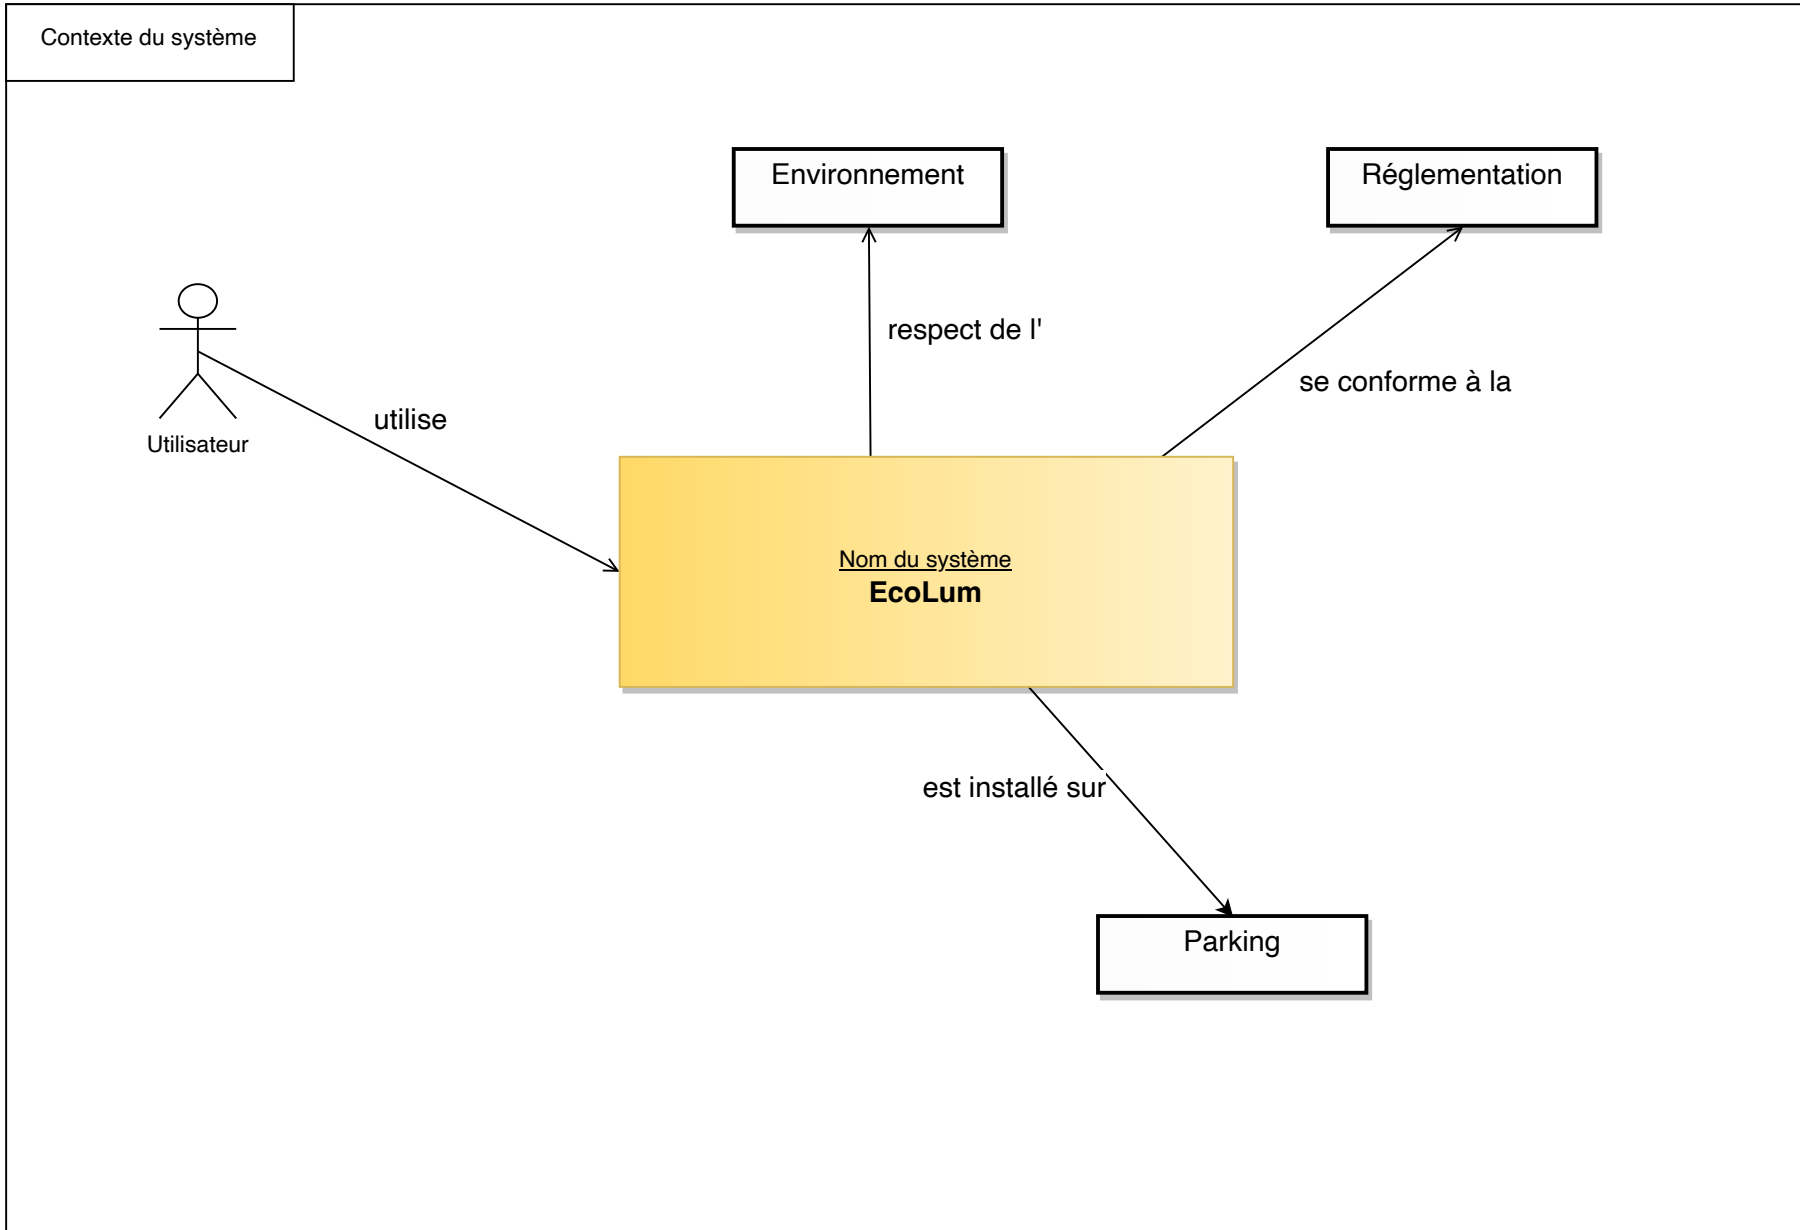 Contexte du système
Environnement
Réglementation
respect de l'
se conforme à la
utilise
Utilisateur
Nom du système
EcoLum
est installé sur
Parking